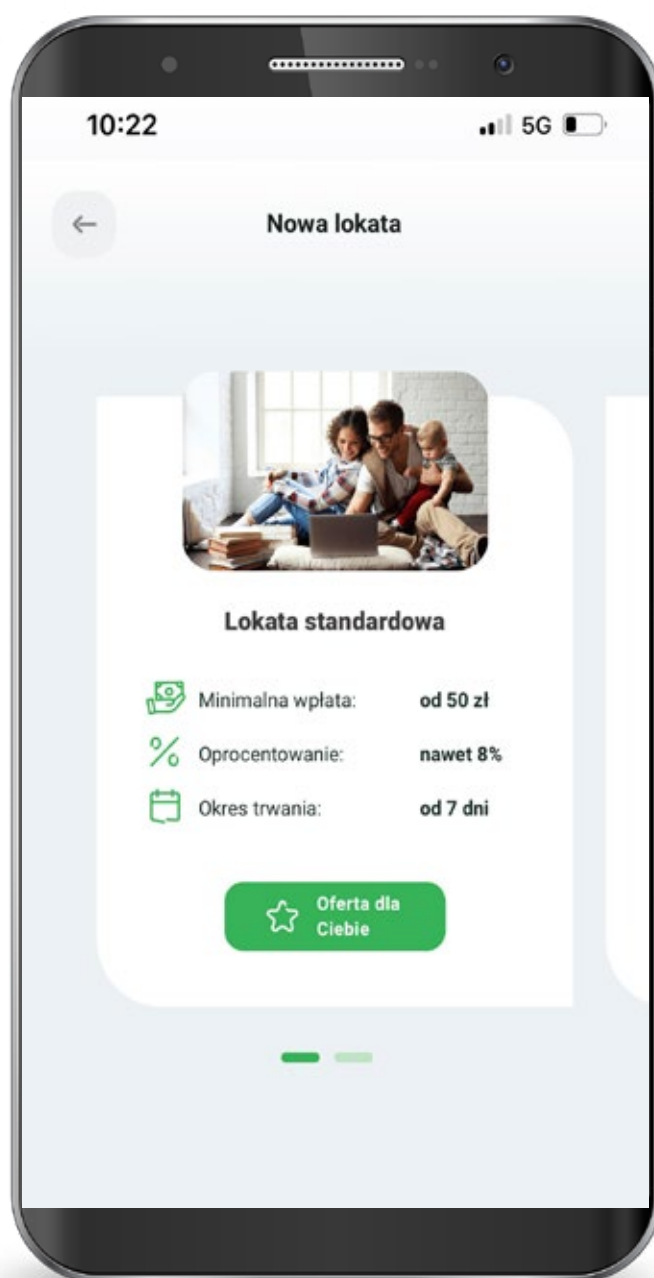 10:22
5G
Nowa lokata
Lokata standardowa
Minimalna wpłata: od 50 zł
Oprocentowanie: nawet 8%
Okres trwania: od 7 dni
Oferta dla
Ciebie